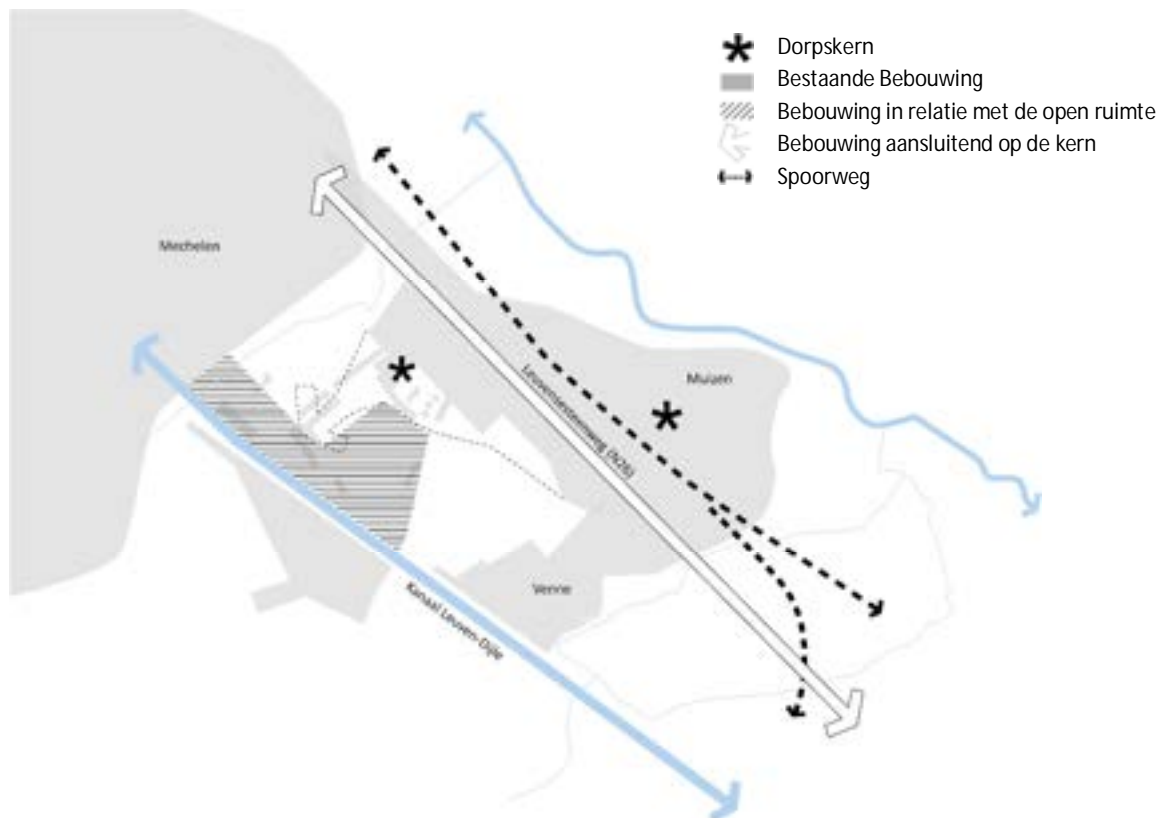 Dorpskern
Bestaande Bebouwing
Bebouwing in relatie met de open ruimte
Bebouwing aansluitend op de kern
Spoorweg
Mechelen
Muizen
Leuvensesteenweg (N26)
Venne
Kanaal Leuven-Dijle